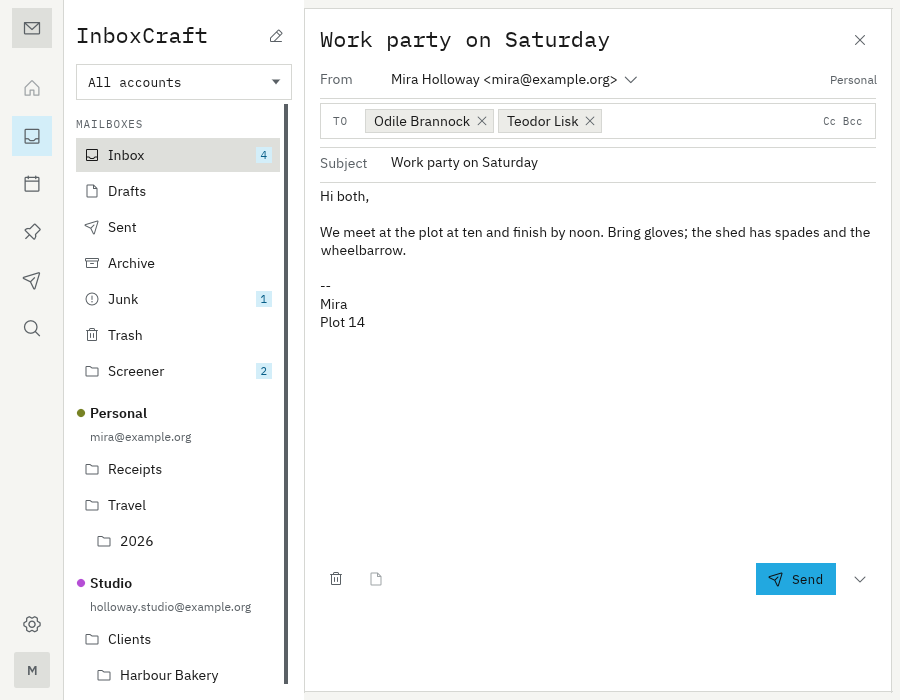 InboxCraft
All accounts
MAILBOXES
Inbox 4
Drafts
Sent
Archive
Junk 1
Trash
Screener 2
Personal
mira@example.org
Receipts
Travel
2026
Studio
holloway.studio@example.org
Clients
Harbour Bakery
M
Work party on Saturday
From Mira Holloway <mira@example.org> Personal
TO Odile Brannock Teodor Lisk Cc Bcc
Subject Work party on Saturday
Hi both,
We meet at the plot at ten and finish by noon. Bring gloves; the shed has spades and the
wheelbarrow.
--
Mira
Plot 14
Send